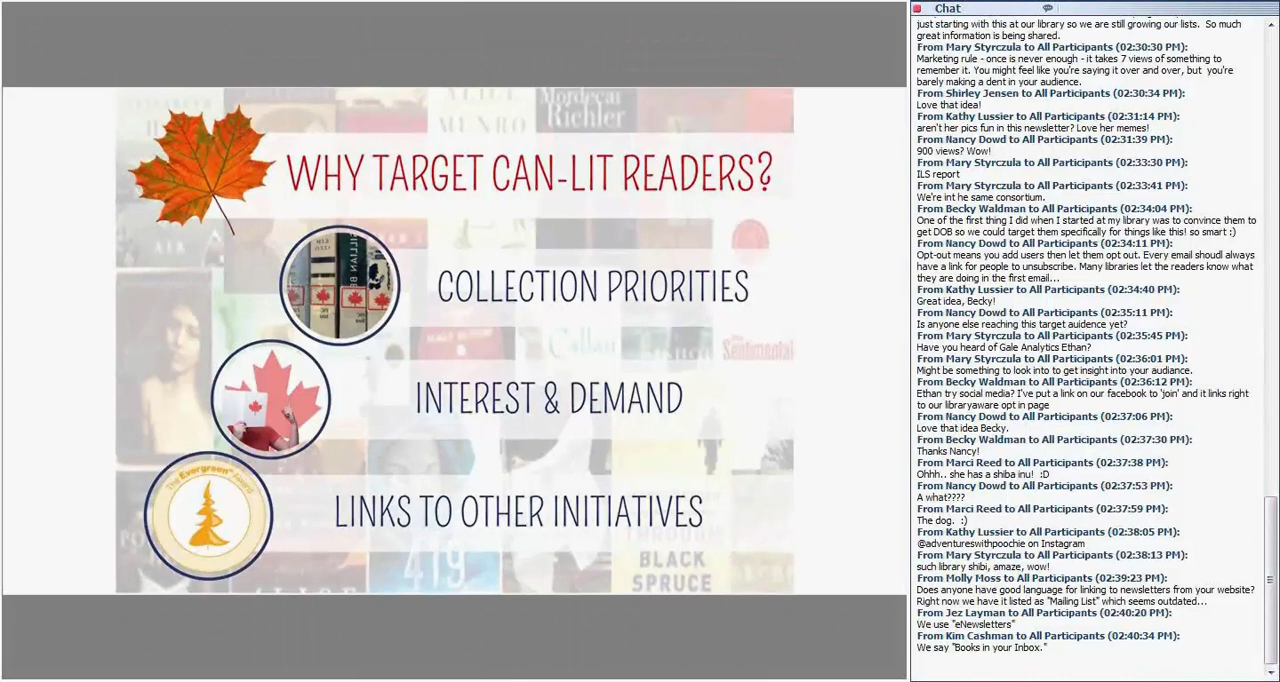 MUNRO
Mordecai
Richler
WHY TARGET CAN-LIT READERS?
COLLECTION PRIORITIES
Sentimental
INTEREST & DEMAND
The Evergreen™ Award
LINKS TO OTHER INITIATIVES
419
THROUGH
BLACK
SPRUCE
Chat
just starting with this at our library so we are still growing our lists.  So much
great information is being shared.
From Mary Styrczula to All Participants (02:30:30 PM):
Marketing rule - once is never enough - it takes 7 views of something to
remember it. You might feel like you're saying it over and over, but  you're
barely making a dent in your audience.
From Shirley Jensen to All Participants (02:30:34 PM):
Love that idea!
From Kathy Lussier to All Participants (02:31:14 PM):
aren't her pics fun in this newsletter? Love her memes!
From Nancy Dowd to All Participants (02:31:39 PM):
900 views? Wow!
From Mary Styrczula to All Participants (02:33:30 PM):
ILS report
From Mary Styrczula to All Participants (02:33:41 PM):
We're int he same consortium.
From Becky Waldman to All Participants (02:34:04 PM):
One of the first thing I did when I started at my library was to convince them to
get DOB so we could target them specifically for things like this! so smart :)
From Nancy Dowd to All Participants (02:34:11 PM):
Opt-out means you add users then let them opt out. Every email shoudl always
have a link for people to unsubscribe. Many libraries let the readers know what
they are doing in the first email...
From Kathy Lussier to All Participants (02:34:40 PM):
Great idea, Becky!
From Nancy Dowd to All Participants (02:35:11 PM):
Is anyone else reaching this target auidence yet?
From Mary Styrczula to All Participants (02:35:45 PM):
Have you heard of Gale Analytics Ethan?
From Mary Styrczula to All Participants (02:36:01 PM):
Might be something to look into to get insight into your audience.
From Becky Waldman to All Participants (02:36:12 PM):
Ethan try social media? I've put a link on our facebook to 'join' and it links right
to our libraryaware opt in page
From Nancy Dowd to All Participants (02:37:06 PM):
Love that idea Becky.
From Becky Waldman to All Participants (02:37:30 PM):
Thanks Nancy!
From Marci Reed to All Participants (02:37:38 PM):
Ohhh.. she has a shiba inu!  :D
From Nancy Dowd to All Participants (02:37:53 PM):
A what????
From Marci Reed to All Participants (02:37:59 PM):
The dog.  :)
From Kathy Lussier to All Participants (02:38:05 PM):
@adventureswithpoochie on Instagram
From Mary Styrczula to All Participants (02:38:13 PM):
such library shibi, amaze, wow!
From Molly Moss to All Participants (02:39:23 PM):
Does anyone have good language for linking to newsletters from your website?
Right now we have it listed as "Mailing List" which seems outdated...
From Jez Layman to All Participants (02:40:20 PM):
We use "eNewsletters"
From Kim Cashman to All Participants (02:40:34 PM):
We say "Books in your Inbox."